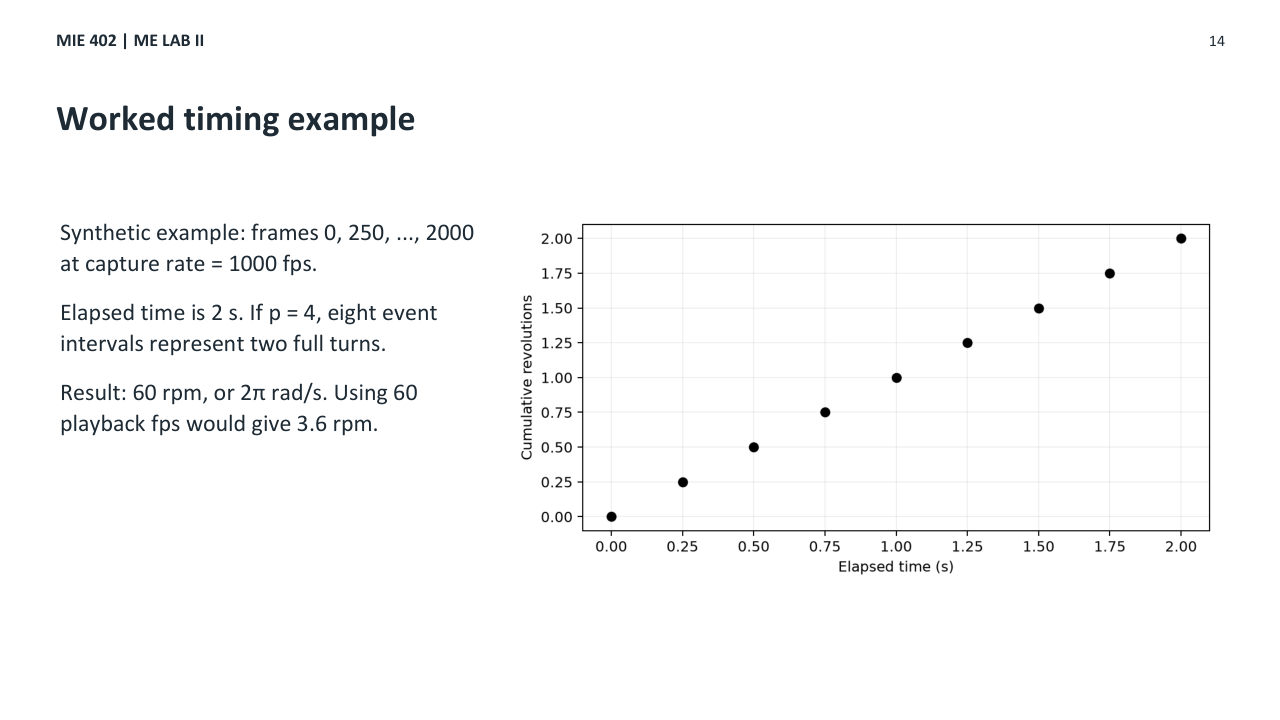 MIE 402 | ME LAB II
14
Worked timing example
Synthetic example: frames 0, 250, ..., 2000
at capture rate = 1000 fps.
Elapsed time is 2 s. If p = 4, eight event
intervals represent two full turns.
Result: 60 rpm, or 2π rad/s. Using 60
playback fps would give 3.6 rpm.
Cumulative revolutions
2.00
1.75
1.50
1.25
1.00
0.75
0.50
0.25
0.00
0.00 0.25 0.50 0.75 1.00 1.25 1.50 1.75 2.00
Elapsed time (s)